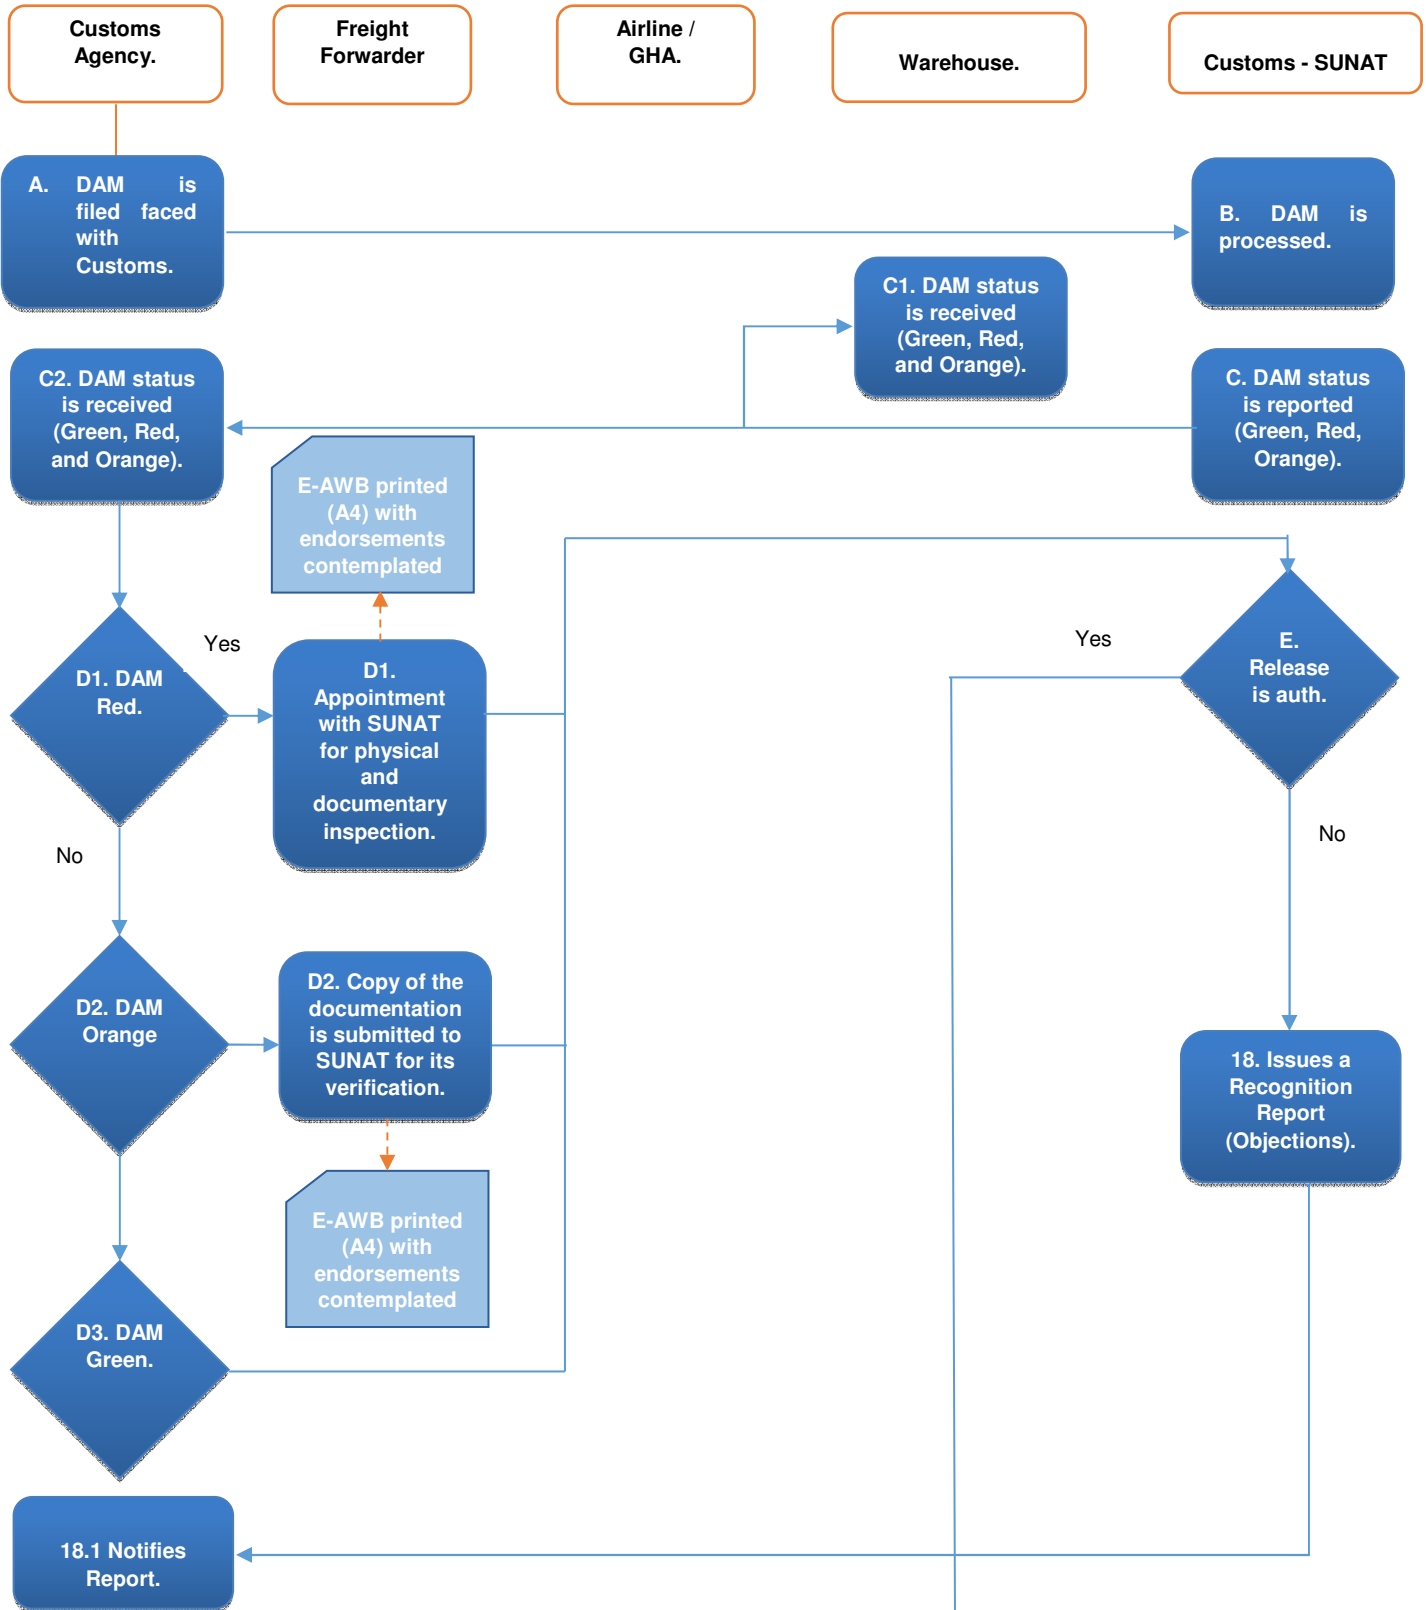 Customs
Agency.
Freight
Forwarder
Airline /
GHA.
Warehouse.
Customs - SUNAT
A. DAM is
filed faced
with
Customs.
B. DAM is
processed.
C1. DAM status
is received
(Green, Red,
and Orange).
C2. DAM status
is received
(Green, Red,
and Orange).
C. DAM status
is reported
(Green, Red,
Orange).
E-AWB printed
(A4) with
endorsements
contemplated
D1. DAM
Red.
Yes
D1.
Appointment
with SUNAT
for physical
and
documentary
inspection.
Yes
E.
Release
is auth.
No
No
D2. DAM
Orange
D2. Copy of the
documentation
is submitted to
SUNAT for its
verification.
18. Issues a
Recognition
Report
(Objections).
E-AWB printed
(A4) with
endorsements
contemplated
D3. DAM
Green.
18.1 Notifies
Report.